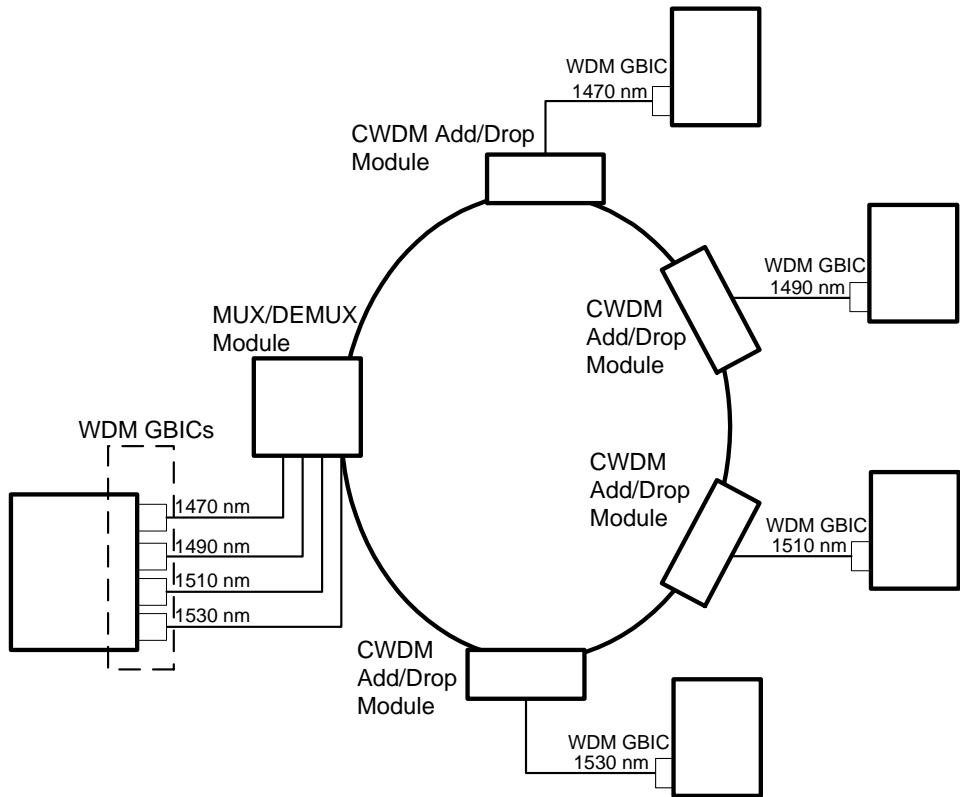 WDM GBIC
1470 nm
CWDM Add/Drop
Module
WDM GBIC
1490 nm
CWDM
Add/Drop
Module
MUX/DEMUX
Module
WDM GBICs
1470 nm
1490 nm
1510 nm
1530 nm
CWDM
Add/Drop
Module
WDM GBIC
1510 nm
CWDM
Add/Drop
Module
WDM GBIC
1530 nm